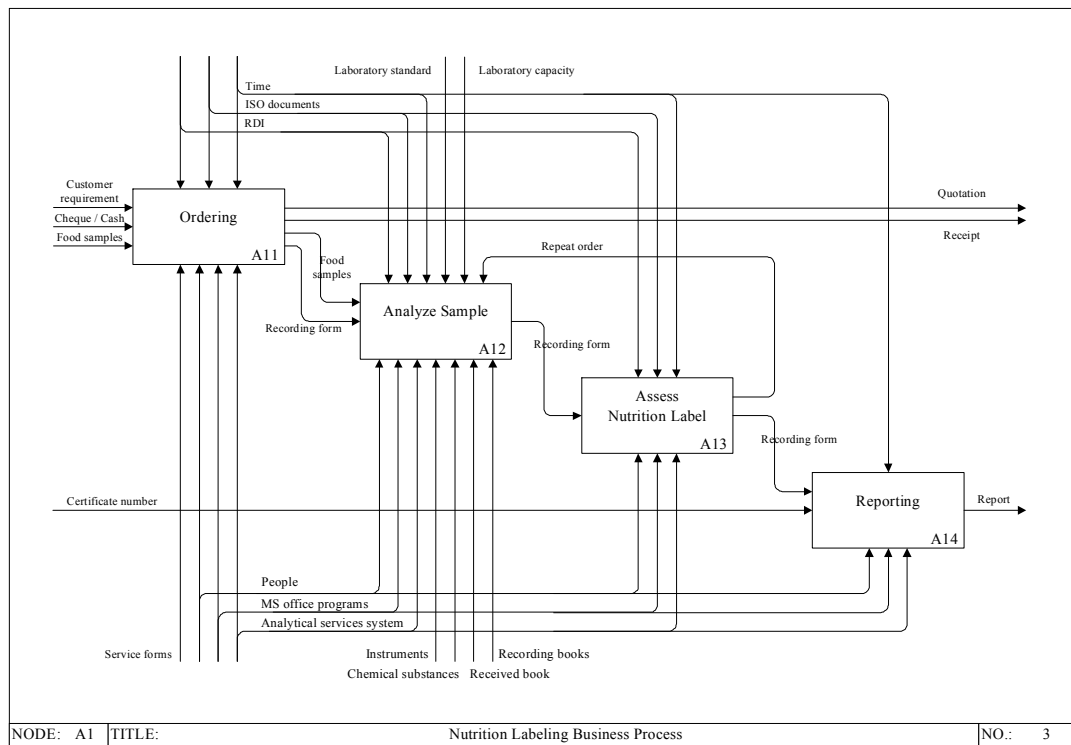 Laboratory standard
Laboratory capacity
Time
ISO documents
RDI
Customer
requirement
Cheque / Cash
Food samples
Ordering
A11
Quotation
Receipt
Repeat order
Food
samples
Recording form
Analyze Sample
A12
Recording form
Assess
Nutrition Label
A13
Recording form
Certificate number
Reporting
A14
Report
People
MS office programs
Analytical services system
Service forms
Instruments
Recording books
Chemical substances
Received book
NODE: A1 TITLE: Nutrition Labeling Business Process NO.: 3